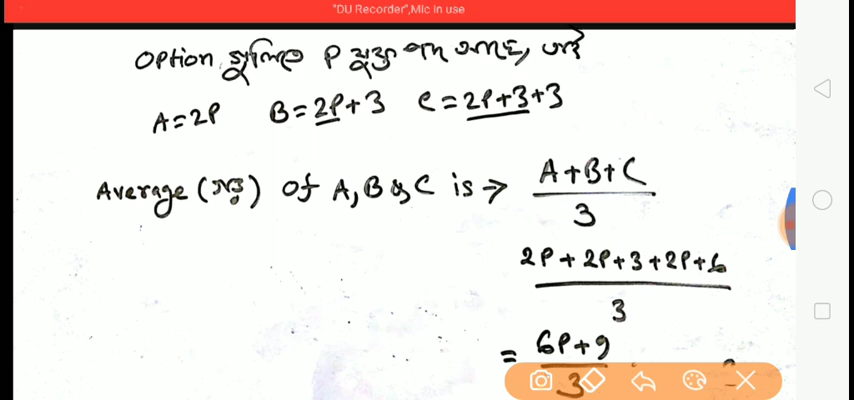 "DU Recorder",Mic in use
Option গুলিতে P যুক্ত পদ আছে, তাই
A=2P B=2P+3 C=2P+3+3
Average (গড়) Of A, B & C is → A+B+C
3
2P+2P+3+2P+6
3
= 6P+9
3